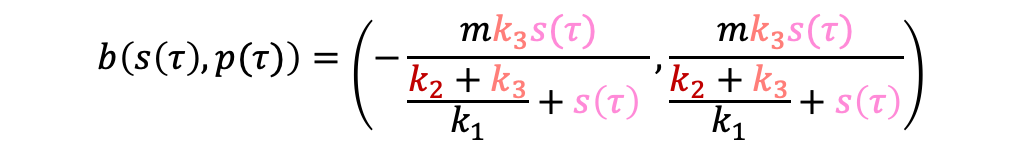 b(s(τ), p(τ)) = (− mk₃s(τ) / ((k₂ + k₃)/k₁ + s(τ)), mk₃s(τ) / ((k₂ + k₃)/k₁ + s(τ)))